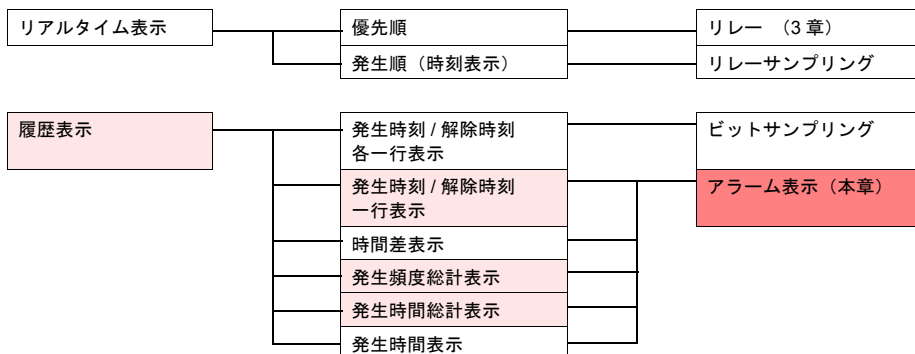 リアルタイム表示
優先順
リレー （3 章）
発生順（時刻表示）
リレーサンプリング
履歴表示
発生時刻 / 解除時刻
各一行表示
ビットサンプリング
発生時刻 / 解除時刻
一行表示
アラーム表示（本章）
時間差表示
発生頻度総計表示
発生時間総計表示
発生時間表示